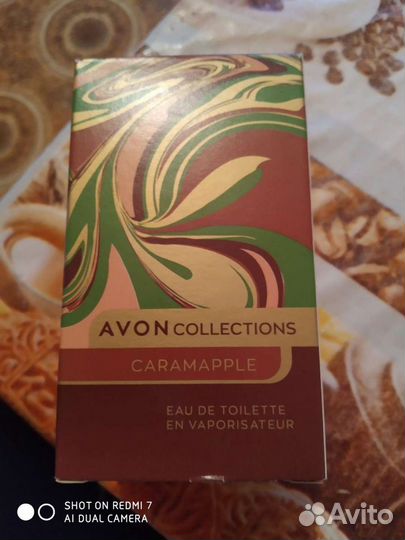 AVON COLLECTIONS
CARAMAPPLE
EAU DE TOILETTE
EN VAPORISATEUR
SHOT ON REDMI 7
AI DUAL CAMERA
Avito